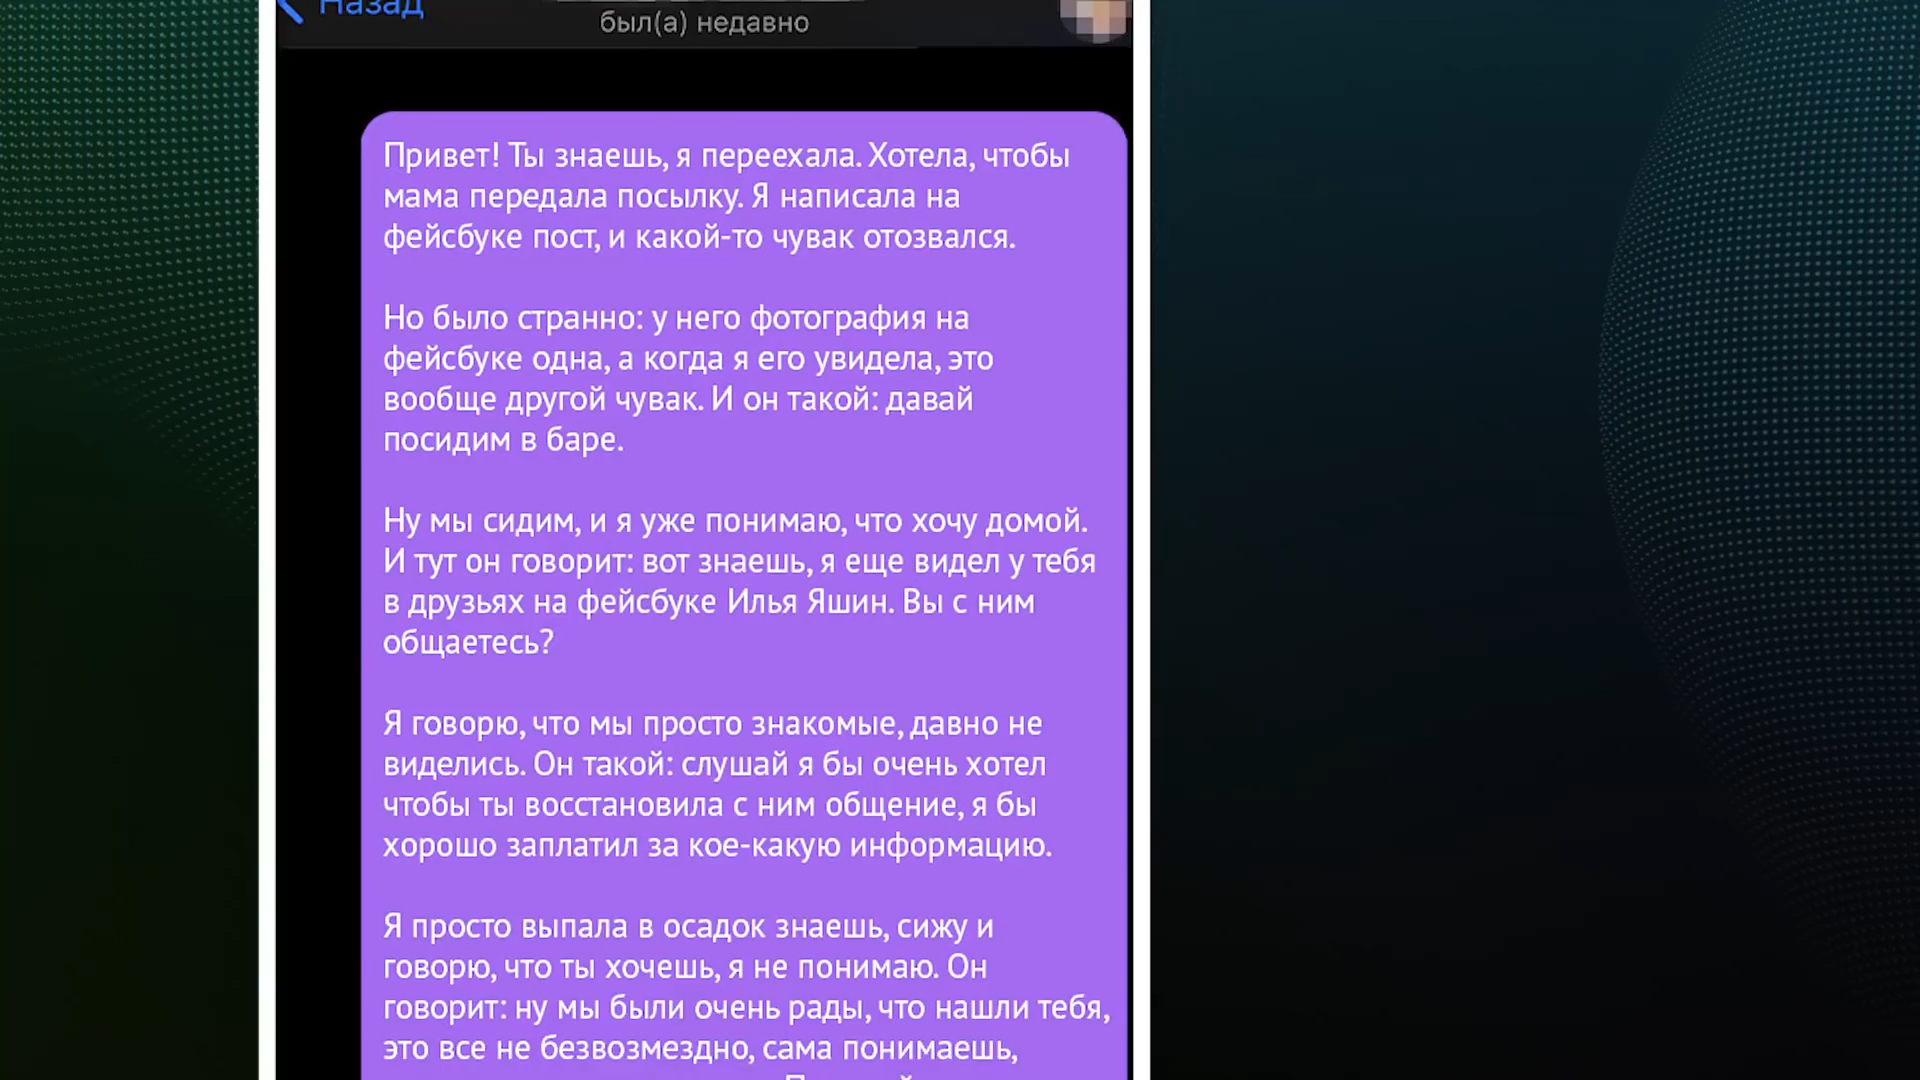 Назад
был(а) недавно
Привет! Ты знаешь, я переехала. Хотела, чтобы
мама передала посылку. Я написала на
фейсбуке пост, и какой-то чувак отозвался.
Но было странно: у него фотография на
фейсбуке одна, а когда я его увидела, это
вообще другой чувак. И он такой: давай
посидим в баре.
Ну мы сидим, и я уже понимаю, что хочу домой.
И тут он говорит: вот знаешь, я еще видел у тебя
в друзьях на фейсбуке Илья Яшин. Вы с ним
общаетесь?
Я говорю, что мы просто знакомые, давно не
виделись. Он такой: слушай я бы очень хотел
чтобы ты восстановила с ним общение, я бы
хорошо заплатил за кое-какую информацию.
Я просто выпала в осадок знаешь, сижу и
говорю, что ты хочешь, я не понимаю. Он
говорит: ну мы были очень рады, что нашли тебя,
это все не безвозмездно, сама понимаешь,